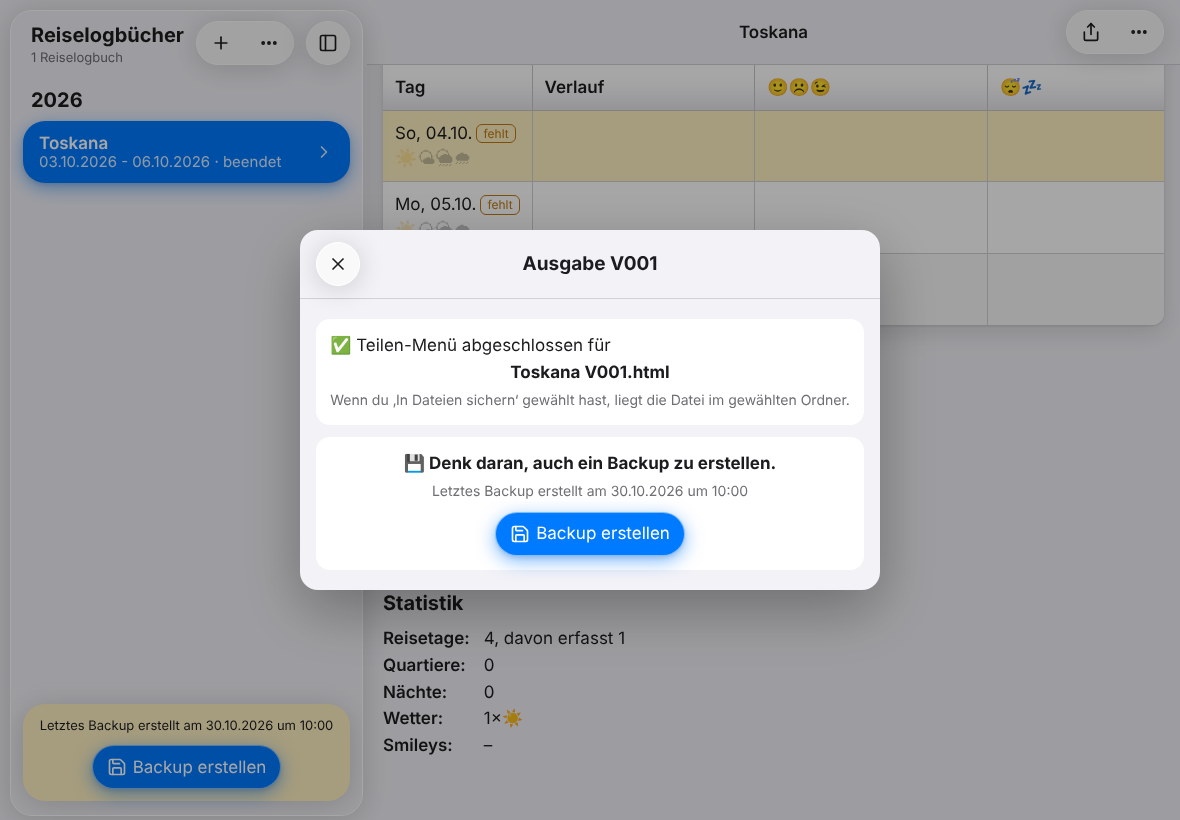 Reiselogbücher
1 Reiselogbuch
2026
Toskana
03.10.2026 - 06.10.2026 · beendet
Letztes Backup erstellt am 30.10.2026 um 10:00
Backup erstellen
Toskana
Tag Verlauf 🙂☹️😉 😴💤
So, 04.10. fehlt
Mo, 05.10. fehlt
Ausgabe V001
✅ Teilen-Menü abgeschlossen für
Toskana V001.html
Wenn du ‚In Dateien sichern‘ gewählt hast, liegt die Datei im gewählten Ordner.
💾 Denk daran, auch ein Backup zu erstellen.
Letztes Backup erstellt am 30.10.2026 um 10:00
Backup erstellen
Statistik
Reisetage: 4, davon erfasst 1
Quartiere: 0
Nächte: 0
Wetter: 1×☀️
Smileys: –